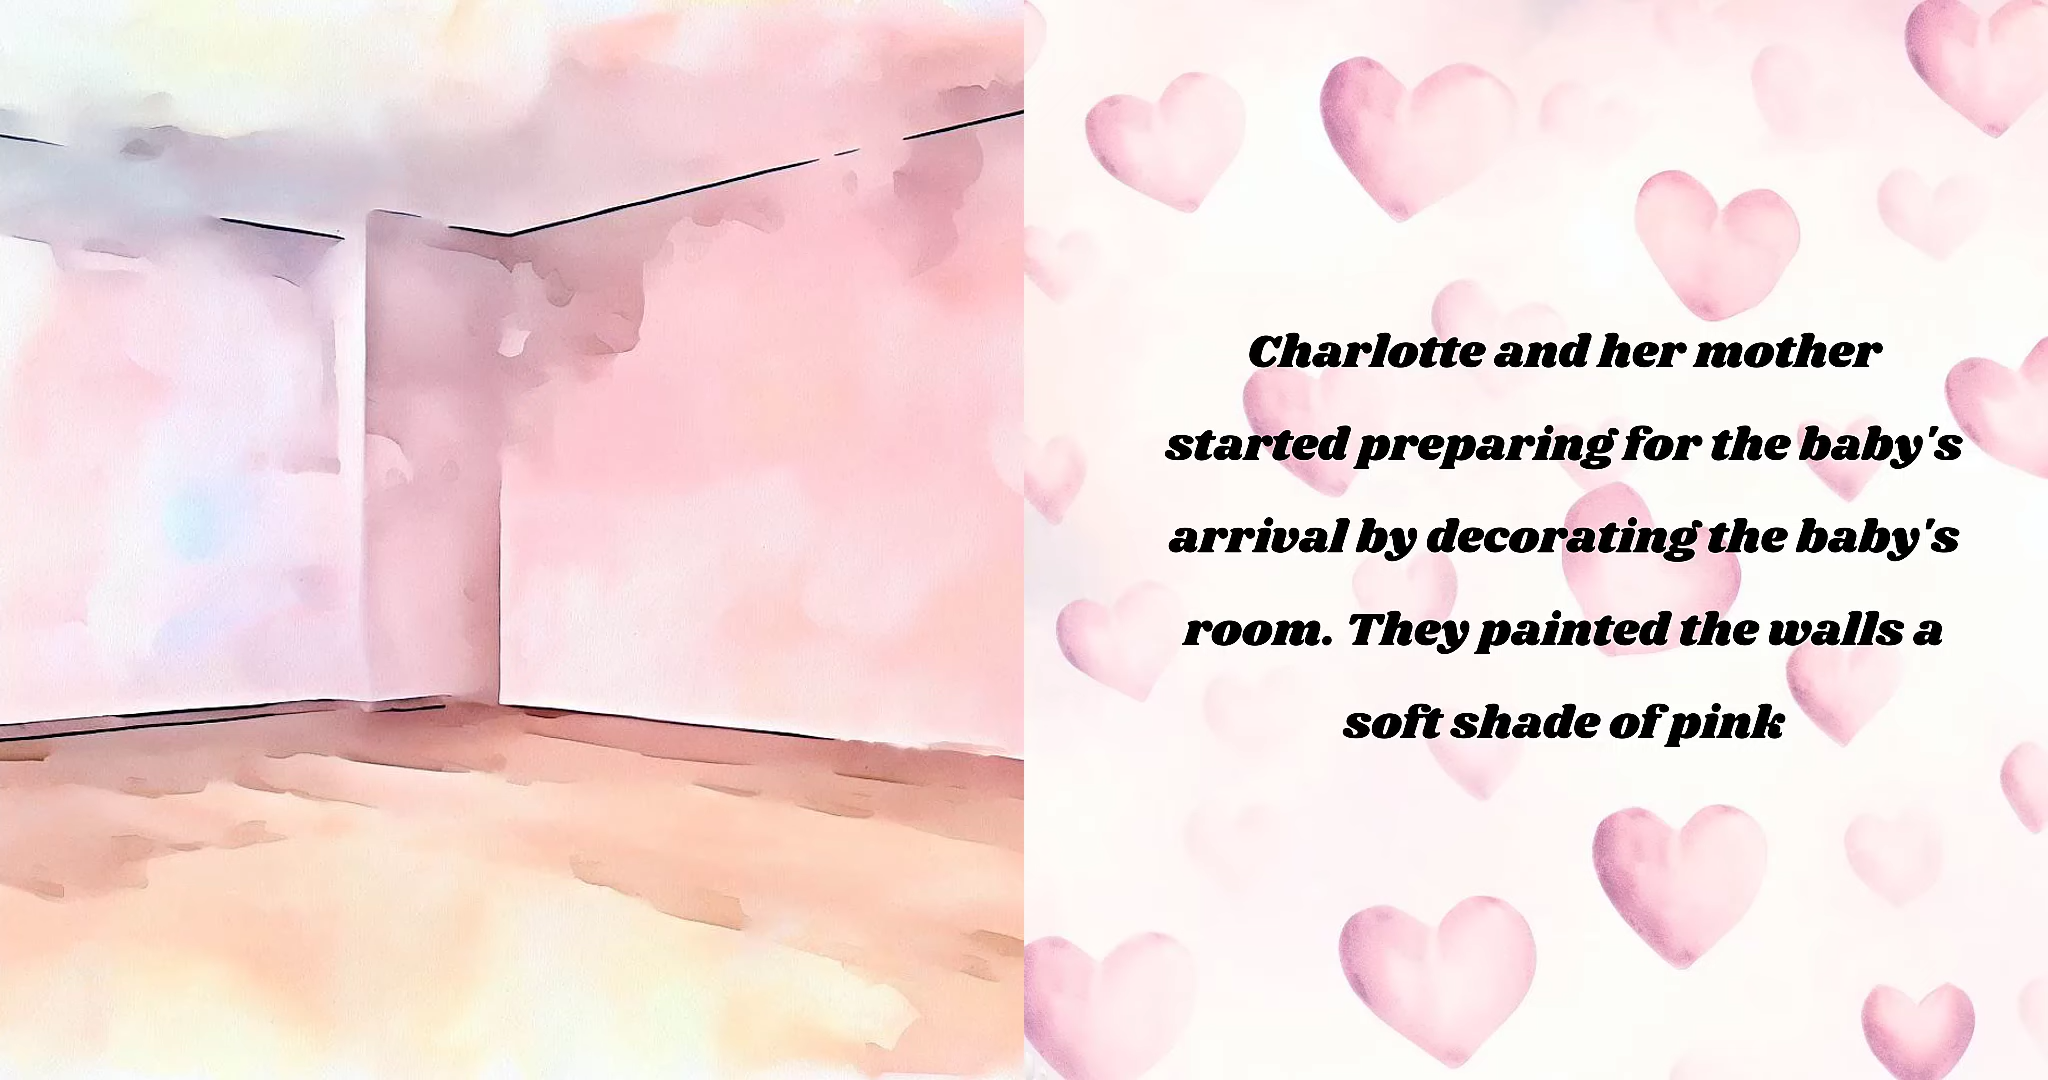 Charlotte and her mother
started preparing for the baby's
arrival by decorating the baby's
room. They painted the walls a
soft shade of pink